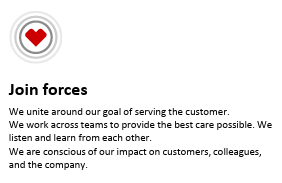 Join forces
We unite around our goal of serving the customer.
We work across teams to provide the best care possible. We
listen and learn from each other.
We are conscious of our impact on customers, colleagues,
and the company.